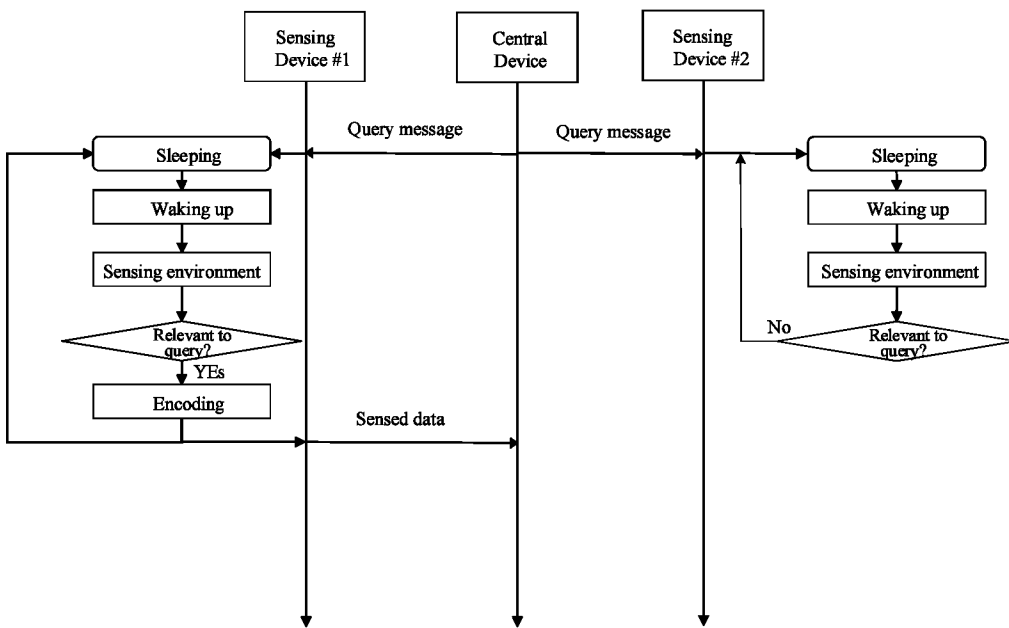 Sensing
Device #1
Central
Device
Sensing
Device #2
Query message
Query message
Sleeping
Waking up
Sensing environment
Relevant to
query?
YEs
Encoding
Sensed data
Sleeping
Waking up
Sensing environment
No
Relevant to
query?